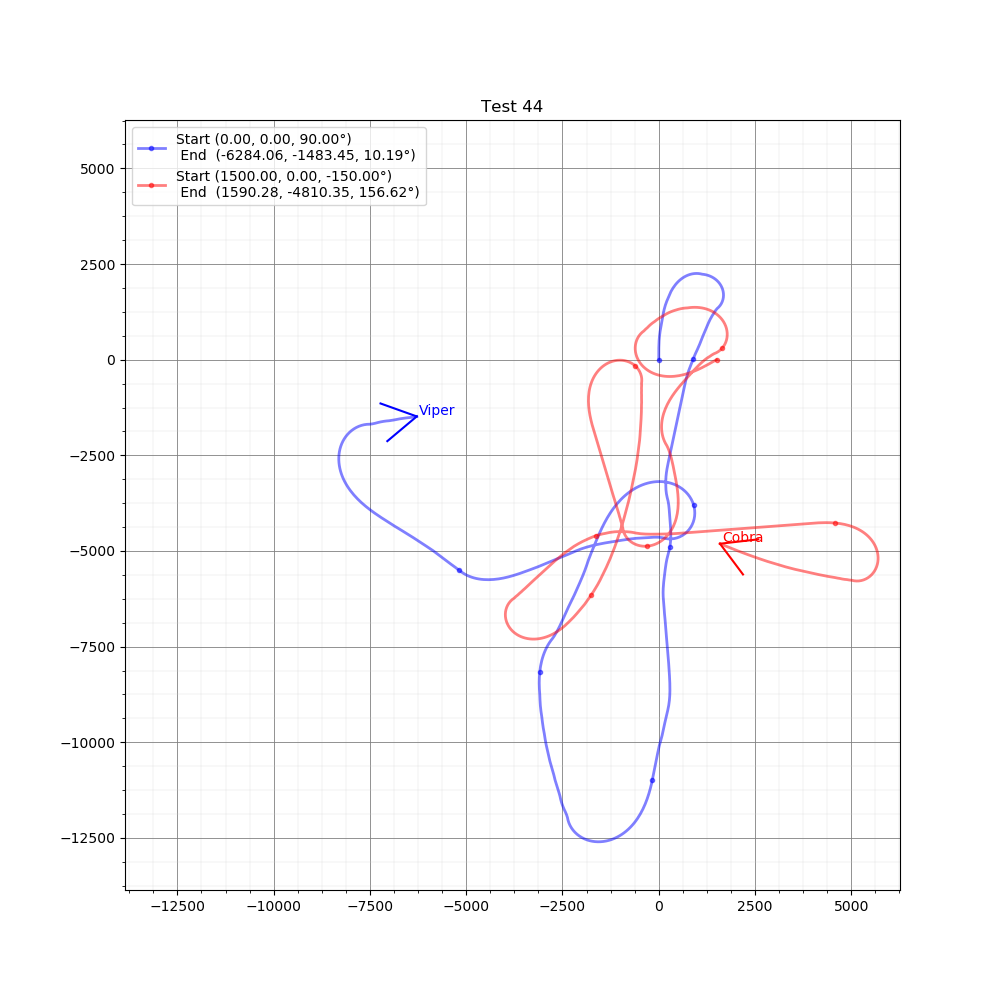 Test 44
Start (0.00, 0.00, 90.00°)
End (-6284.06, -1483.45, 10.19°)
Start (1500.00, 0.00, -150.00°)
End (1590.28, -4810.35, 156.62°)
5000
2500
0
−2500
−5000
−7500
−10000
−12500
Viper
Cobra
−12500 −10000 −7500 −5000 −2500 0 2500 5000